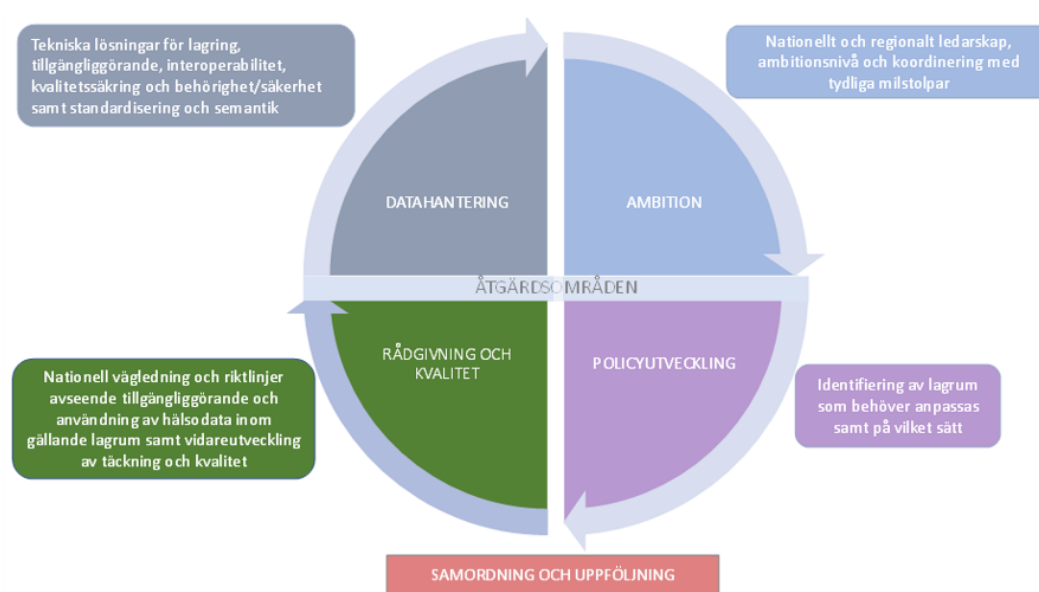 Tekniska lösningar för lagring,
tillgängliggörande, interoperabilitet,
kvalitetssäkring och behörighet/säkerhet
samt standardisering och semantik
Nationellt och regionalt ledarskap,
ambitionsnivå och koordinering med
tydliga milstolpar
DATAHANTERING
AMBITION
ÅTGÄRDSOMRÅDEN
RÅDGIVNING OCH
KVALITET
POLICYUTVECKLING
Nationell vägledning och riktlinjer
avseende tillgängliggörande och
användning av hälsodata inom
gällande lagrum samt vidareutveckling
av täckning och kvalitet
Identifiering av lagrum
som behöver anpassas
samt på vilket sätt
SAMORDNING OCH UPPFÖLJNING